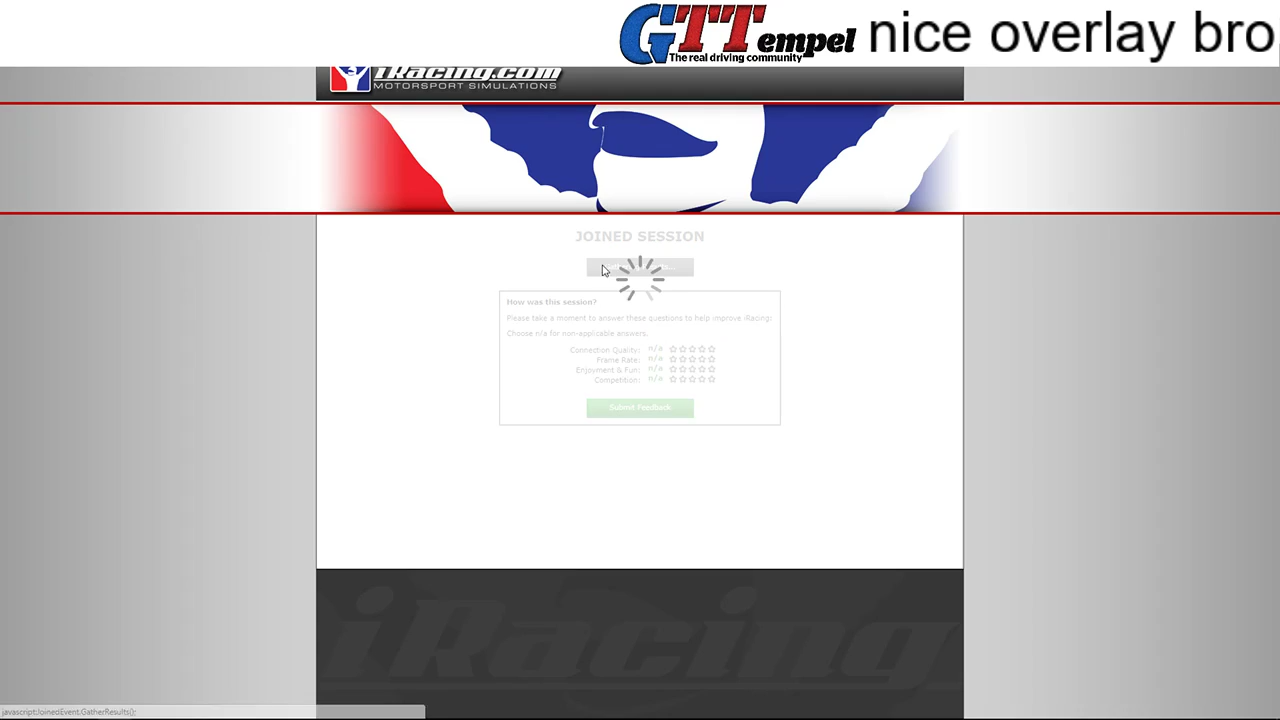 GTTempel nice overlay bro
The real driving community
iRacing.com
MOTORSPORT SIMULATIONS
JOINED SESSION
How was this session?
Please take a moment to answer these questions to help improve iRacing:
Choose n/a for non-applicable answers.
Connection Quality: n/a
Frame Rate: n/a
Enjoyment & Fun: n/a
Competition: n/a
Submit Feedback
iRacing
javascript:JoinedEvent.GatherResults();